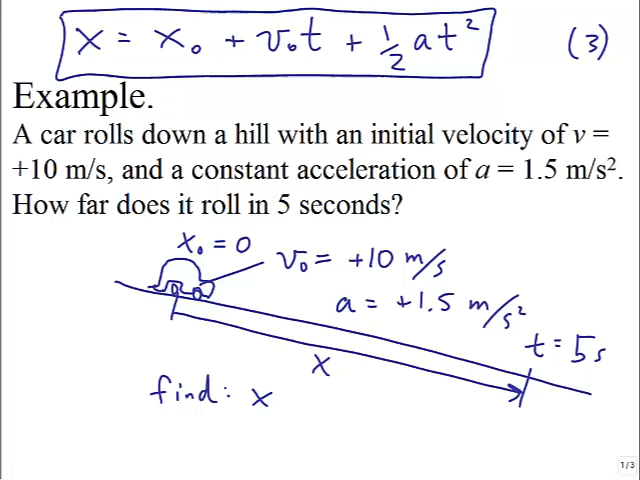 x = x₀ + v₀t + ½ at² (3)
Example.
A car rolls down a hill with an initial velocity of v =
+10 m/s, and a constant acceleration of a = 1.5 m/s².
How far does it roll in 5 seconds?
x₀ = 0
v₀ = +10 m/s
a = +1.5 m/s²
t = 5s
x
find: x
1/3